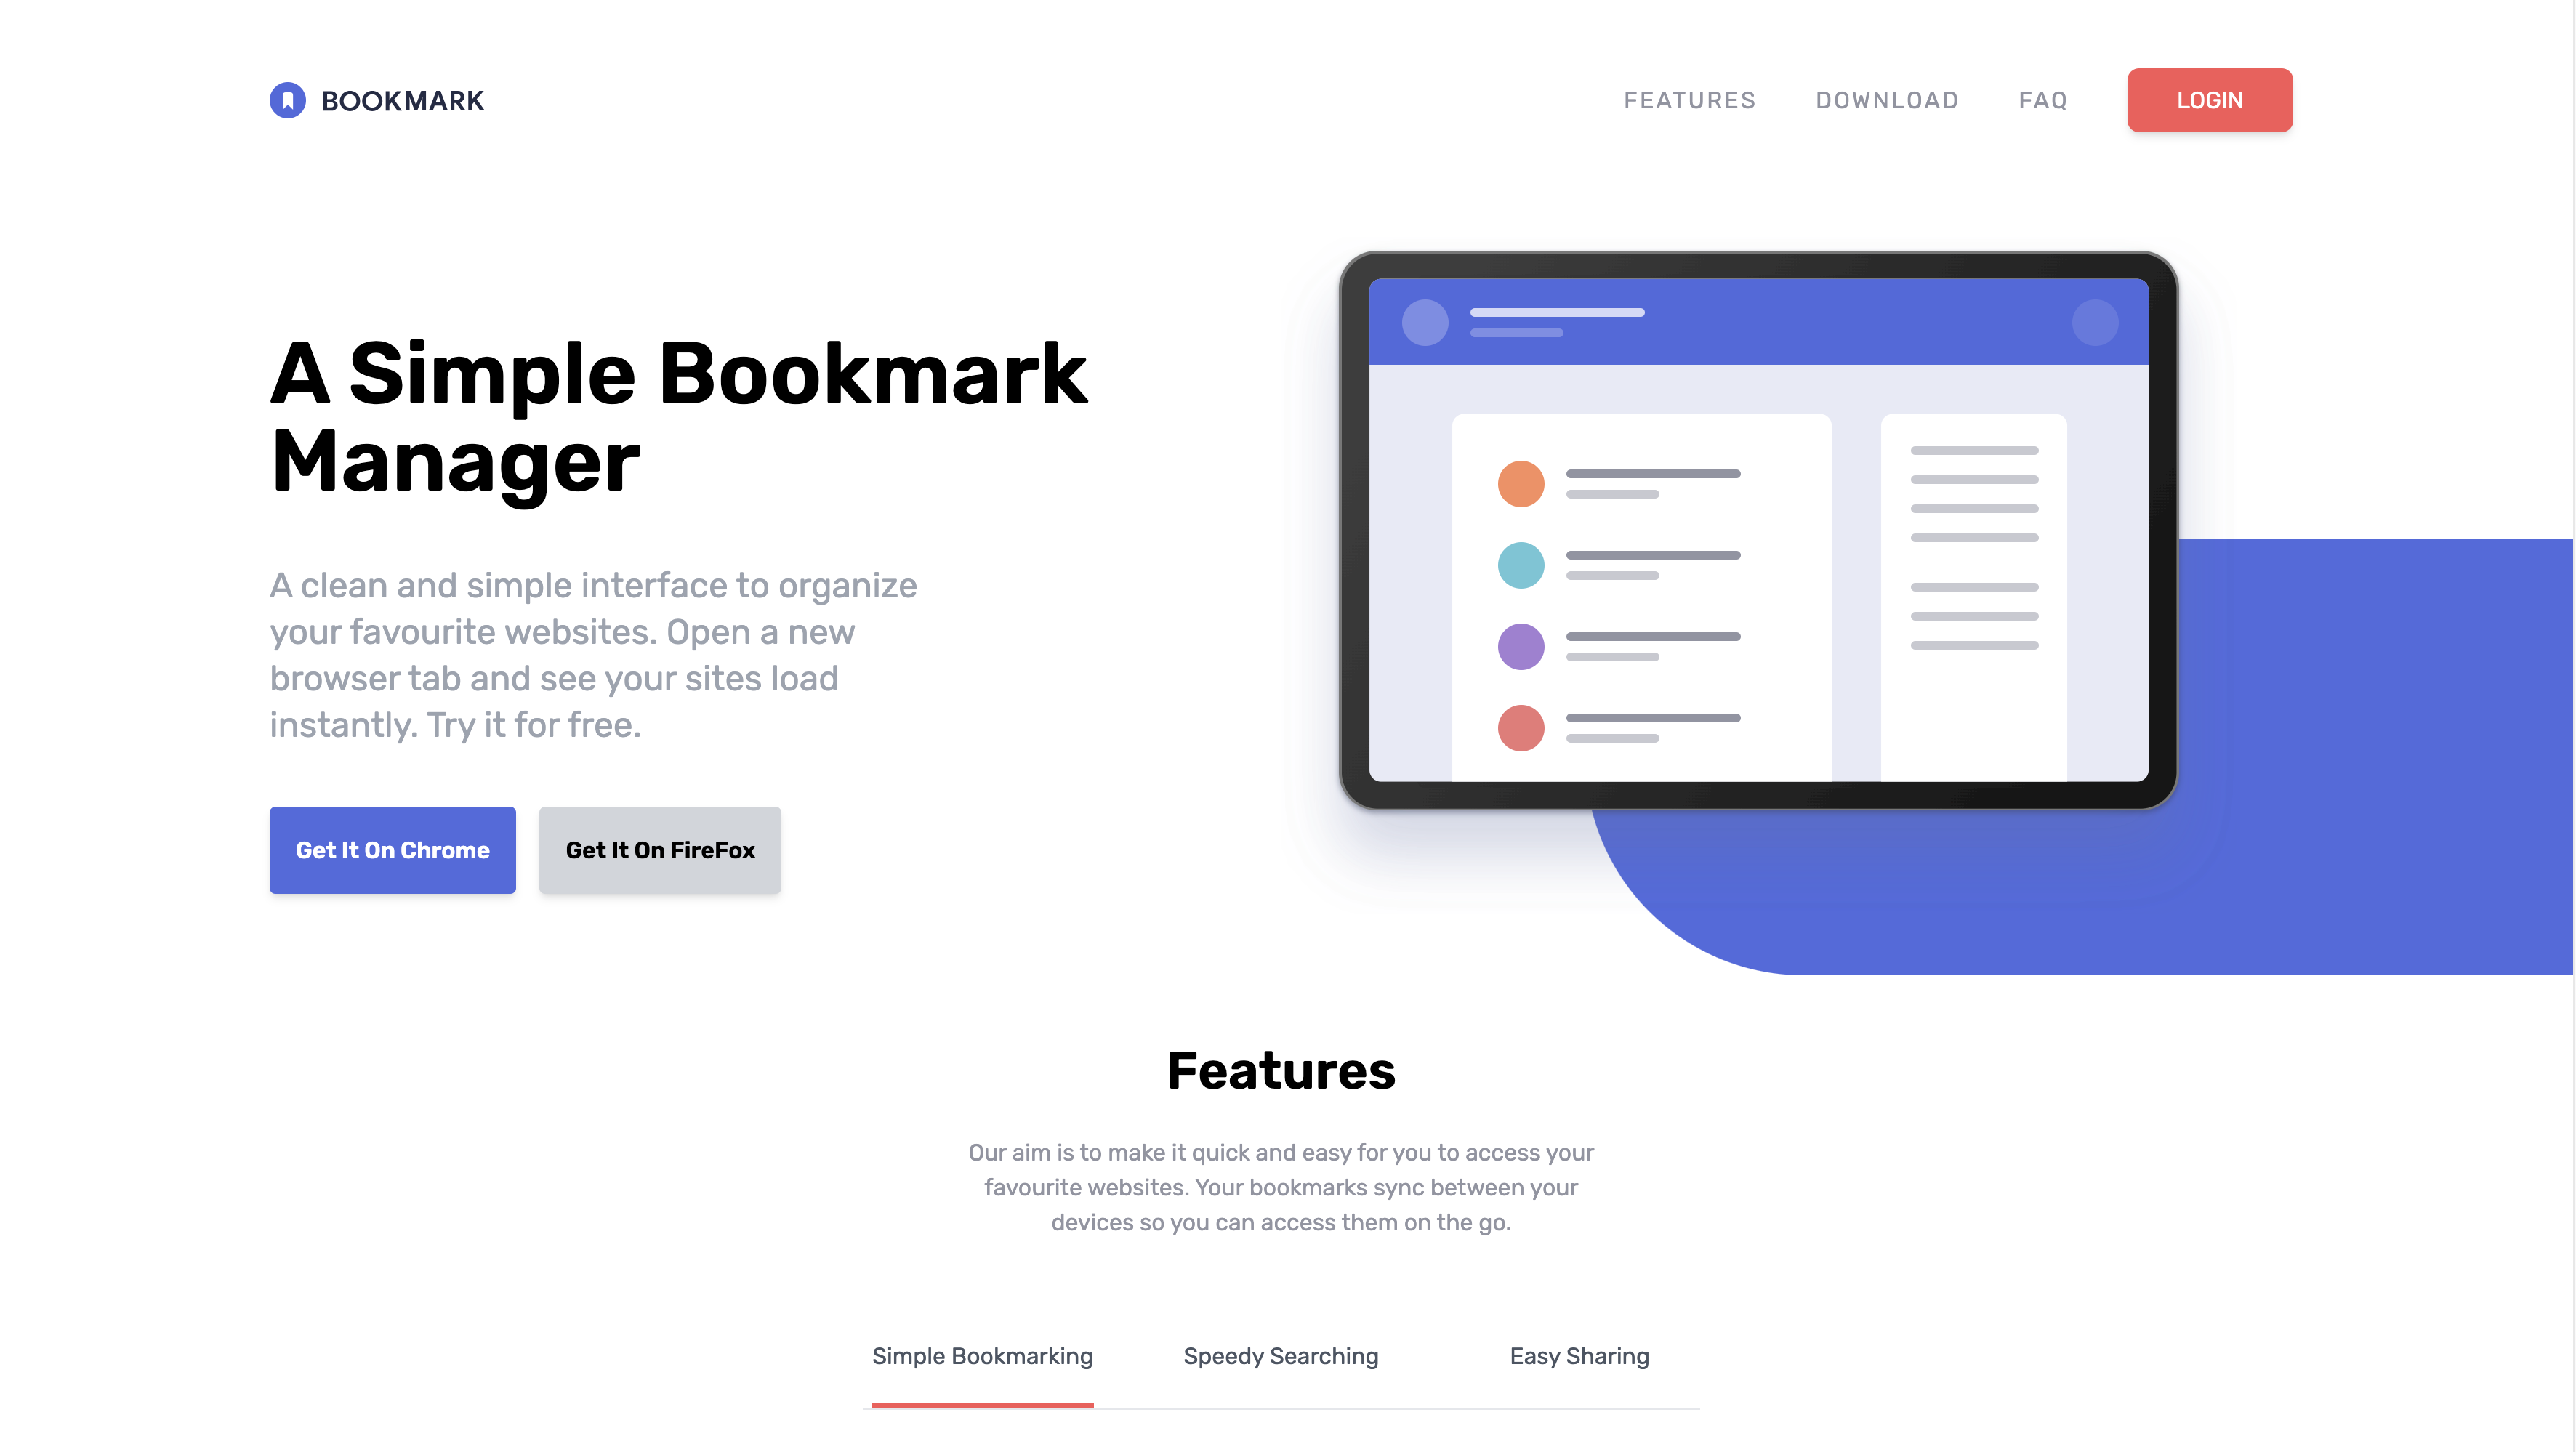 BOOKMARK
FEATURES
DOWNLOAD
FAQ
LOGIN
A Simple Bookmark
Manager
A clean and simple interface to organize
your favourite websites. Open a new
browser tab and see your sites load
instantly. Try it for free.
Get It On Chrome
Get It On FireFox
Features
Our aim is to make it quick and easy for you to access your
favourite websites. Your bookmarks sync between your
devices so you can access them on the go.
Simple Bookmarking
Speedy Searching
Easy Sharing